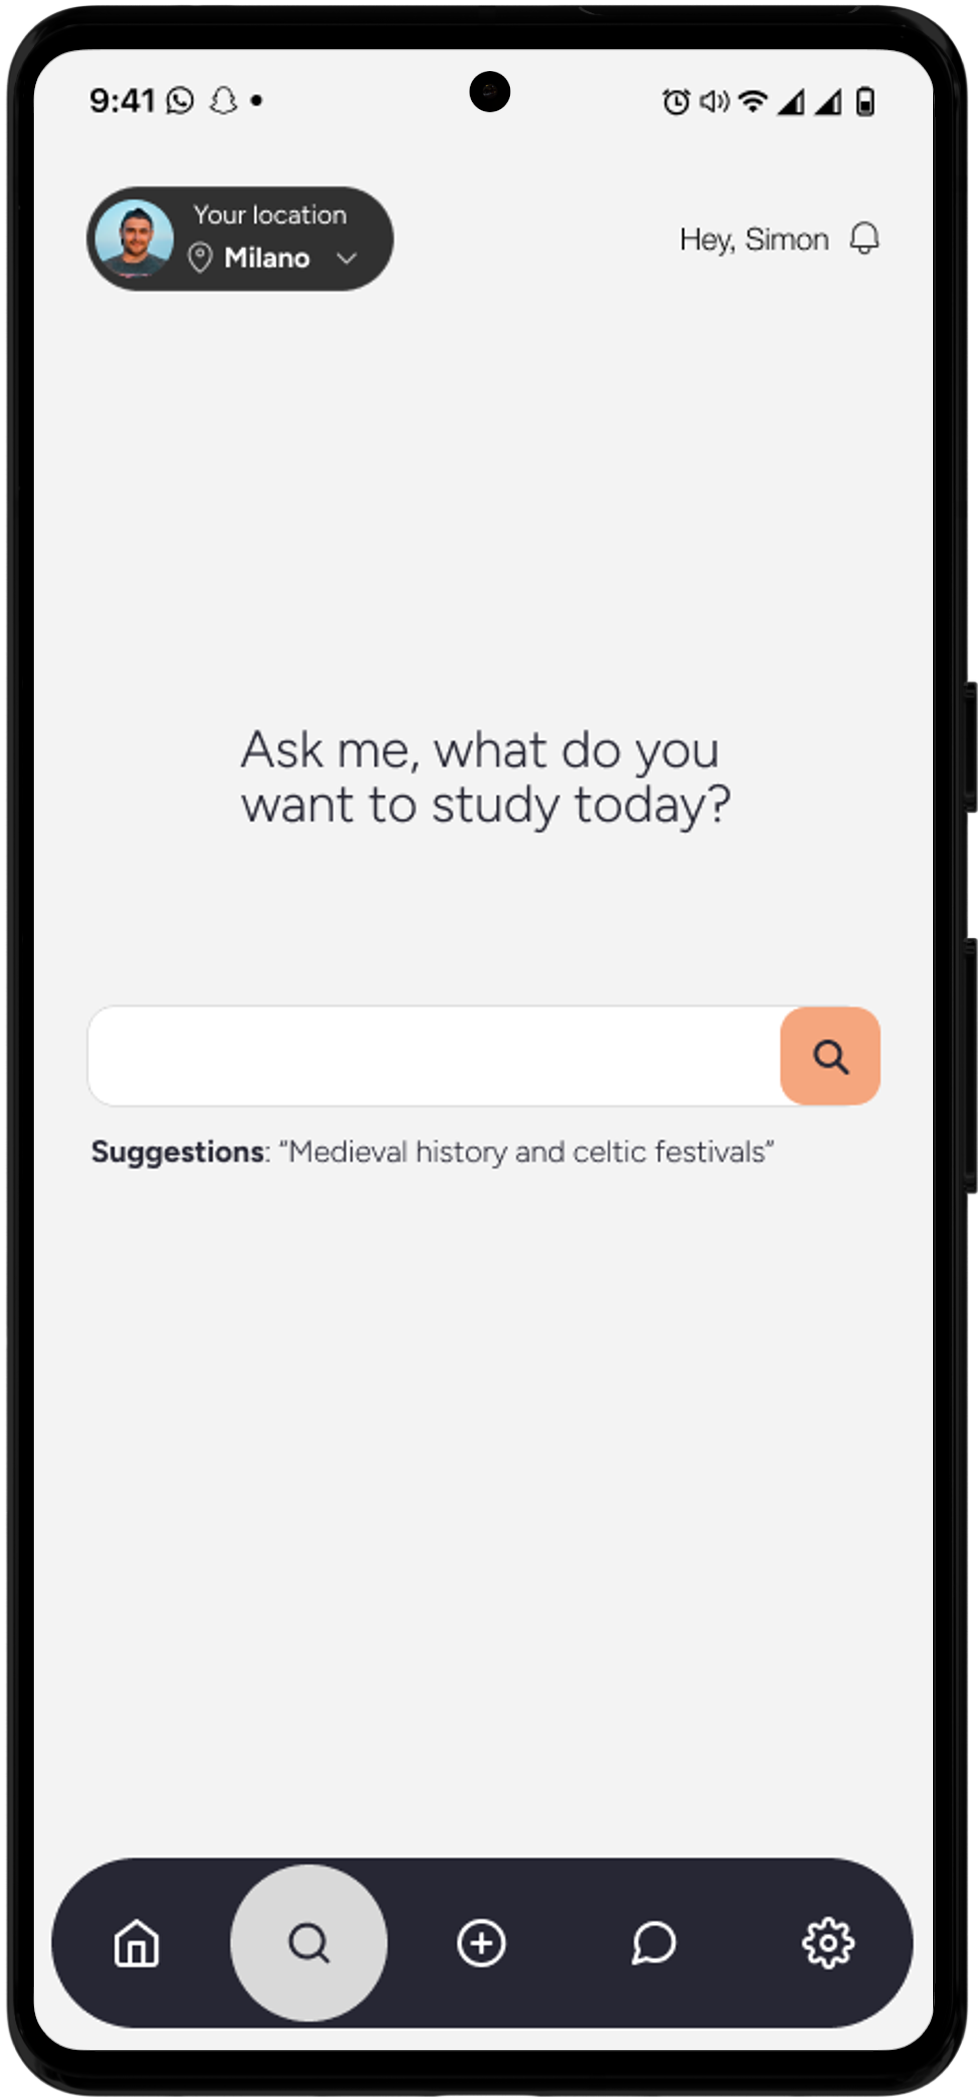 9:41
Your location
Milano
Hey, Simon
Ask me, what do you
want to study today?
Suggestions: “Medieval history and celtic festivals”